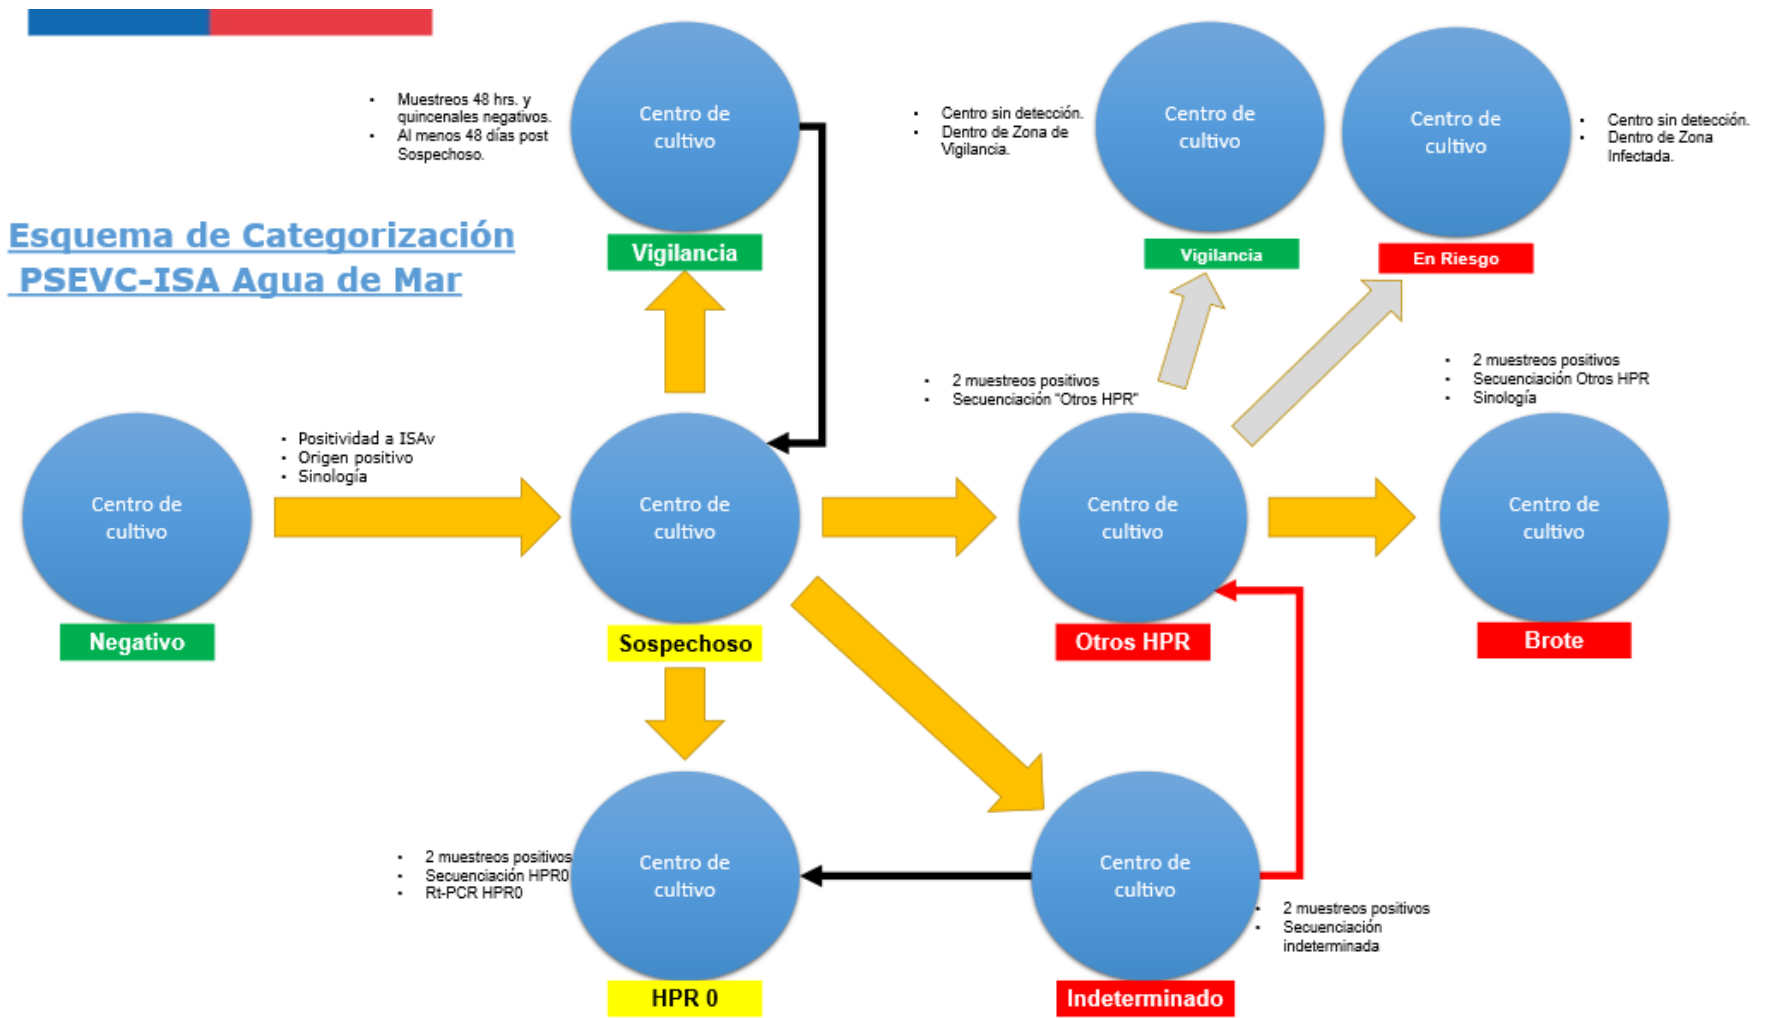 Esquema de Categorización
PSEVC-ISA Agua de Mar
▪ Muestreos 48 hrs. y
quincenales negativos.
▪ Al menos 48 días post
Sospechoso.
Centro de
cultivo
Vigilancia
▪ Centro sin detección.
▪ Dentro de Zona de
Vigilancia.
Centro de
cultivo
Vigilancia
Centro de
cultivo
En Riesgo
▪ Centro sin detección.
▪ Dentro de Zona
Infectada.
Centro de
cultivo
Negativo
▪ Positividad a ISAv
▪ Origen positivo
▪ Sinología
Centro de
cultivo
Sospechoso
▪ 2 muestreos positivos
▪ Secuenciación "Otros HPR"
Centro de
cultivo
Otros HPR
▪ 2 muestreos positivos
▪ Secuenciación Otros HPR
▪ Sinología
Centro de
cultivo
Brote
▪ 2 muestreos positivos
▪ Secuenciación HPR0
▪ Rt-PCR HPR0
Centro de
cultivo
HPR 0
Centro de
cultivo
Indeterminado
▪ 2 muestreos positivos
▪ Secuenciación
indeterminada